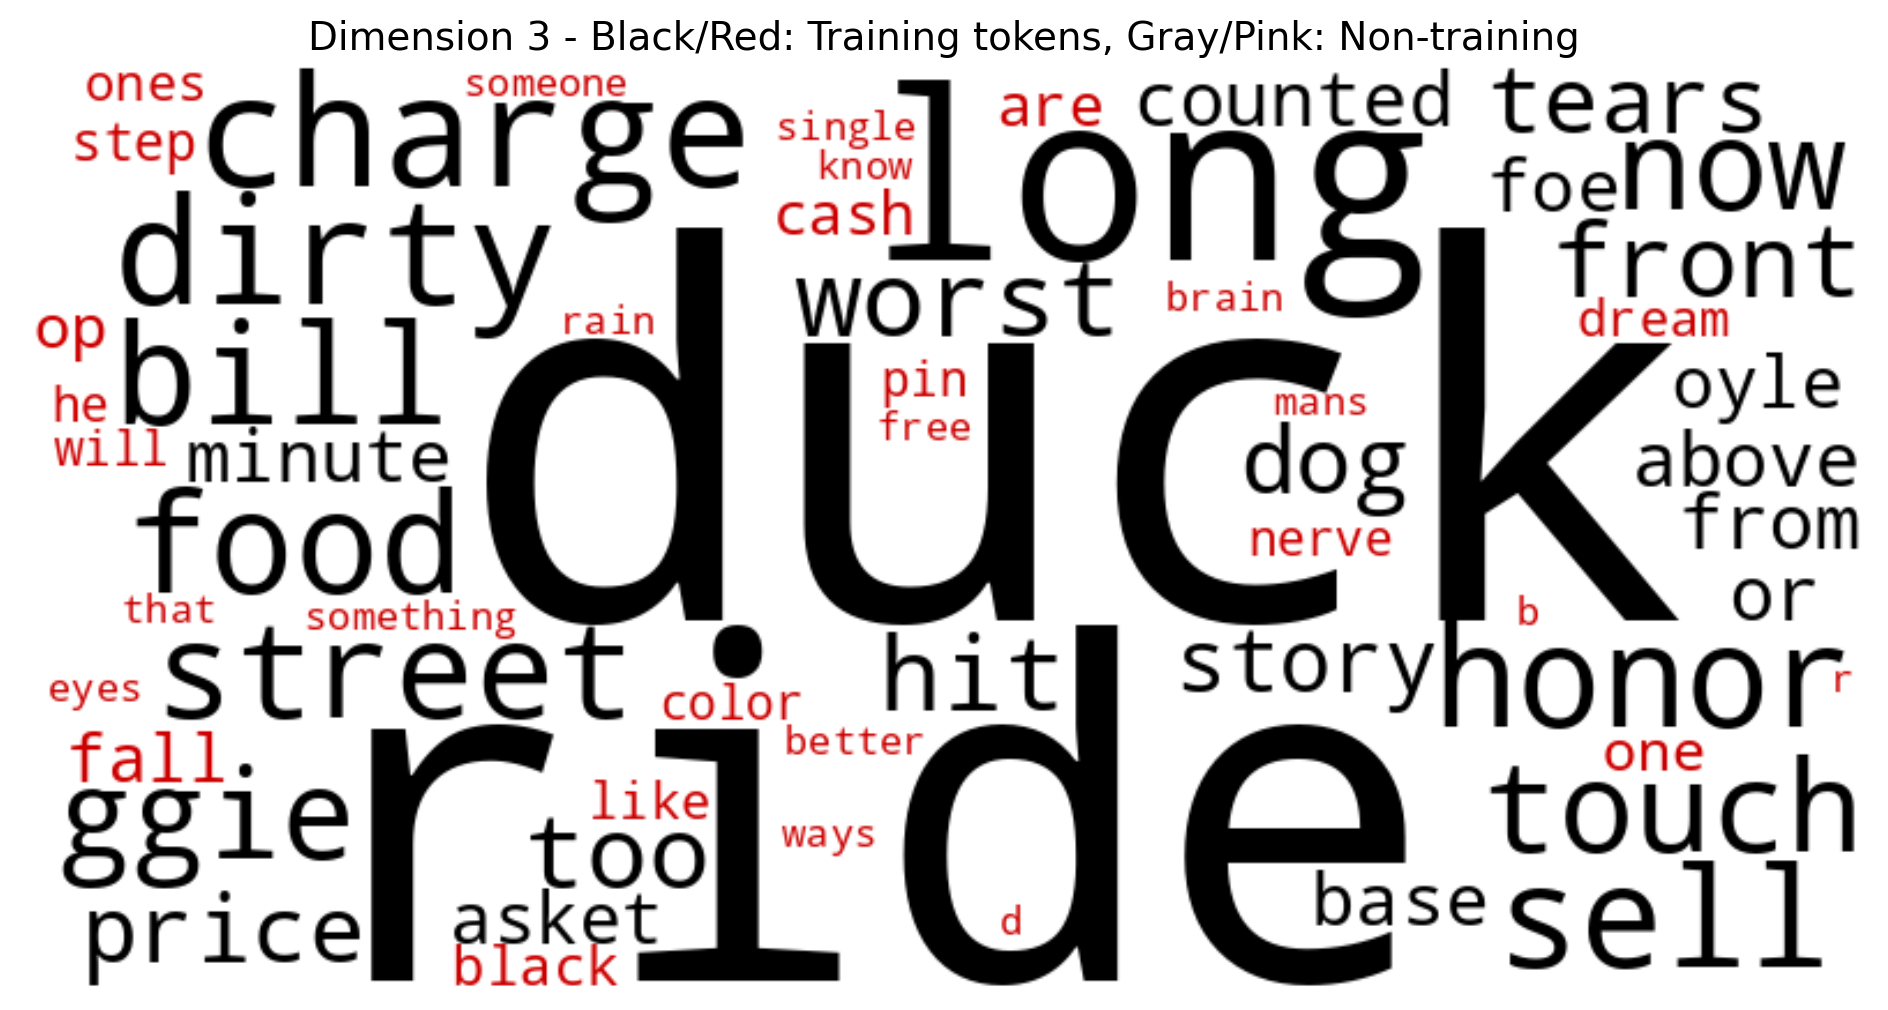 Dimension 3 - Black/Red: Training tokens, Gray/Pink: Non-training
ones
someone
charge
step
single
know
cash
long
are
counted
tears
foe
now
front
dirty
worst
brain
dream
op
bill
rain
duck
pin
free
mans
dog
nerve
oyle
above
from
or
he
will
minute
food
that
something
street
eyes
color
hit
story
b
honor
r
better
fall
ggie
ride
like
too
ways
one
touch
price
asket
black
d
base
sell